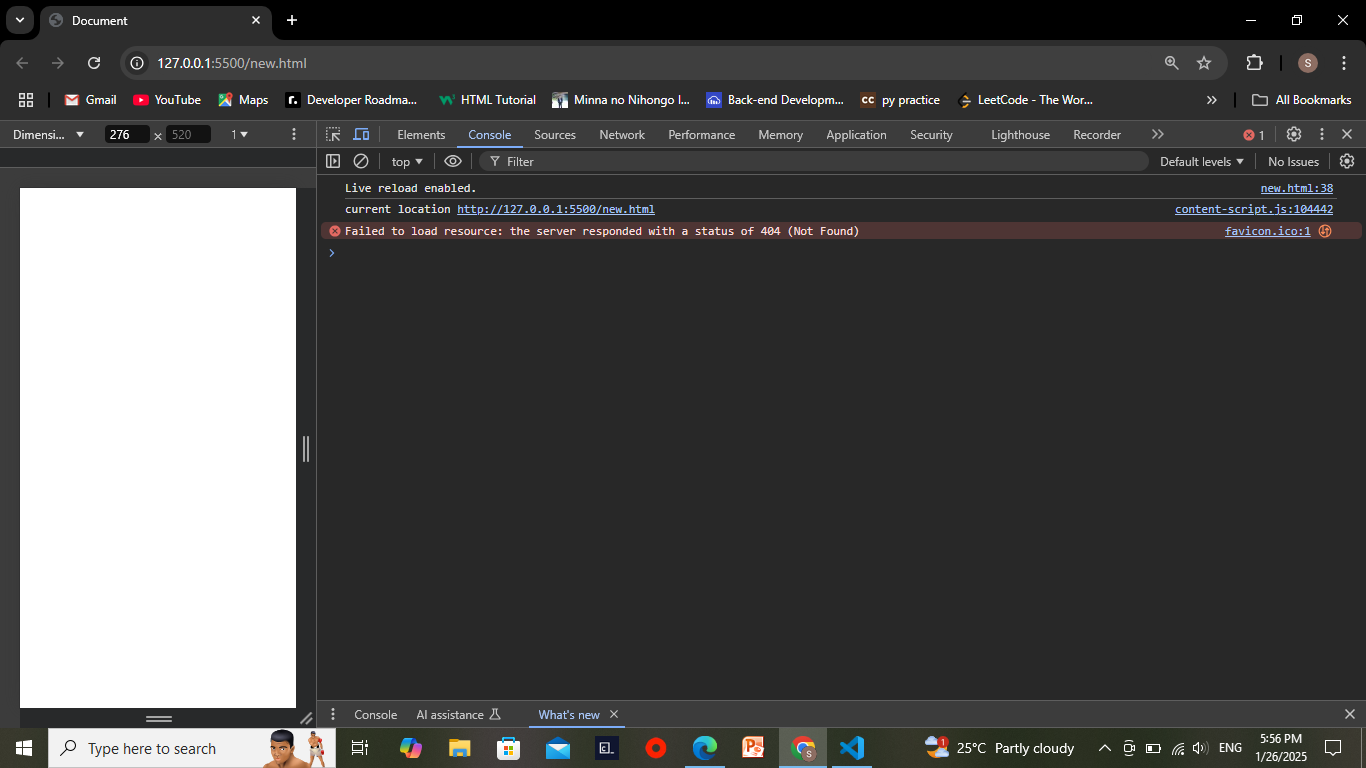 Document
127.0.0.1:5500/new.html
S
Gmail YouTube Maps Developer Roadma... HTML Tutorial Minna no Nihongo I... Back-end Developm... py practice LeetCode - The Wor... All Bookmarks
Dimensi... 276 × 520 1
Elements Console Sources Network Performance Memory Application Security Lighthouse Recorder 1
top Filter Default levels No Issues
Live reload enabled. new.html:38
current location http://127.0.0.1:5500/new.html content-script.js:104442
Failed to load resource: the server responded with a status of 404 (Not Found) favicon.ico:1
Console AI assistance What's new
Type here to search 25°C Partly cloudy ENG
5:56 PM
1/26/2025